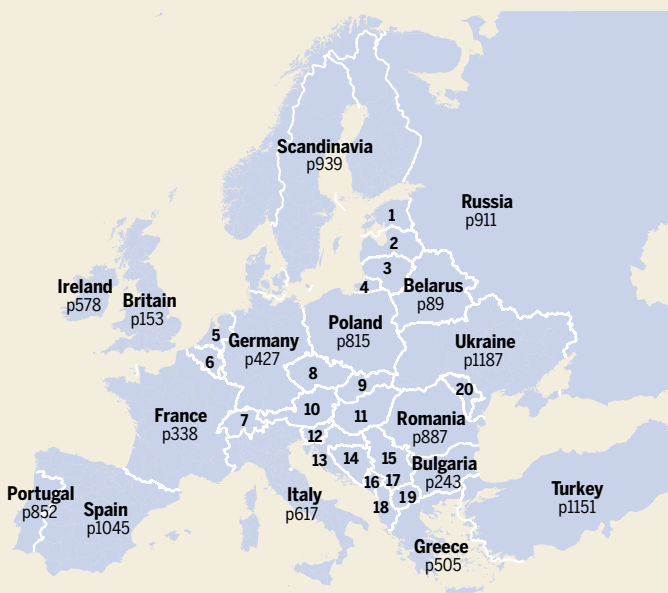 Scandinavia
p939
Russia
p911
1
2
3
4
Belarus
p89
Ireland
p578
Britain
p153
5
6
Germany
p427
Poland
p815
Ukraine
p1187
8
9
20
France
p338
7
10
11
Romania
p887
12
13
14
15
Bulgaria
p243
16
17
18
19
Portugal
p852
Spain
p1045
Italy
p617
Turkey
p1151
Greece
p505